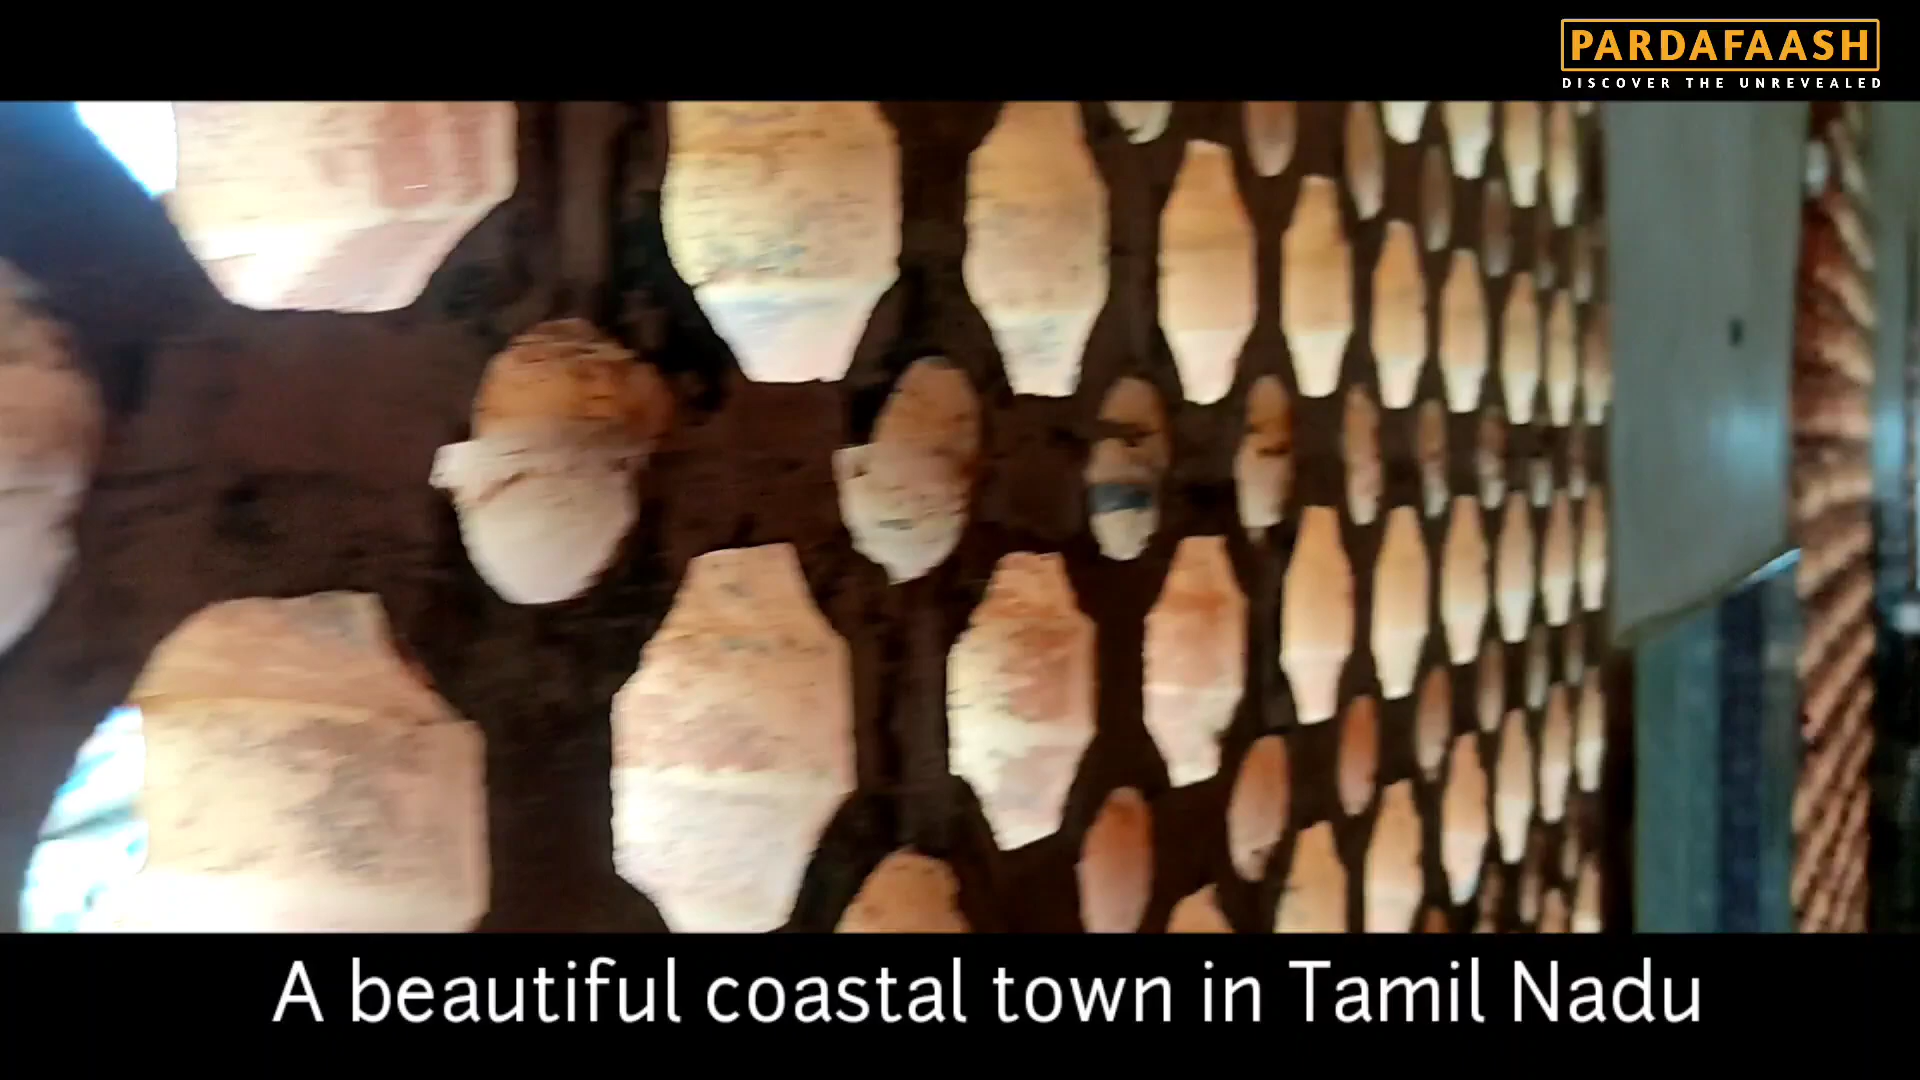 PARDAFAASH
DISCOVER THE UNREVEALED
A beautiful coastal town in Tamil Nadu